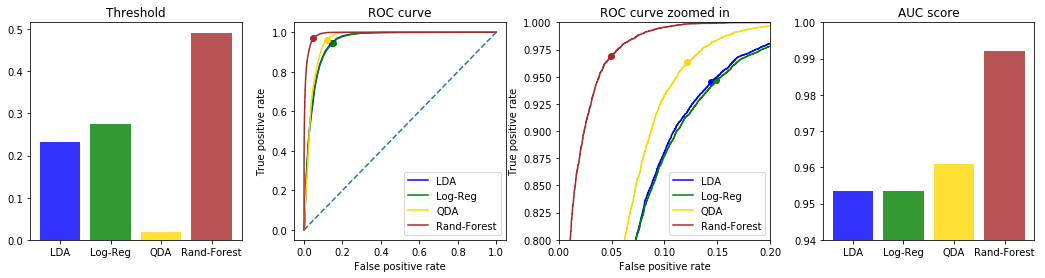 Threshold
0.5
0.4
0.3
0.2
0.1
0.0
LDA Log-Reg QDA Rand-Forest
ROC curve
True positive rate
1.0
0.8
0.6
0.4
0.2
0.0
0.0 0.2 0.4 0.6 0.8 1.0
False positive rate
LDA
Log-Reg
QDA
Rand-Forest
ROC curve zoomed in
True positive rate
1.000
0.975
0.950
0.925
0.900
0.875
0.850
0.825
0.800
0.00 0.05 0.10 0.15 0.20
False positive rate
LDA
Log-Reg
QDA
Rand-Forest
AUC score
1.00
0.99
0.98
0.97
0.96
0.95
0.94
LDA Log-Reg QDA Rand-Forest